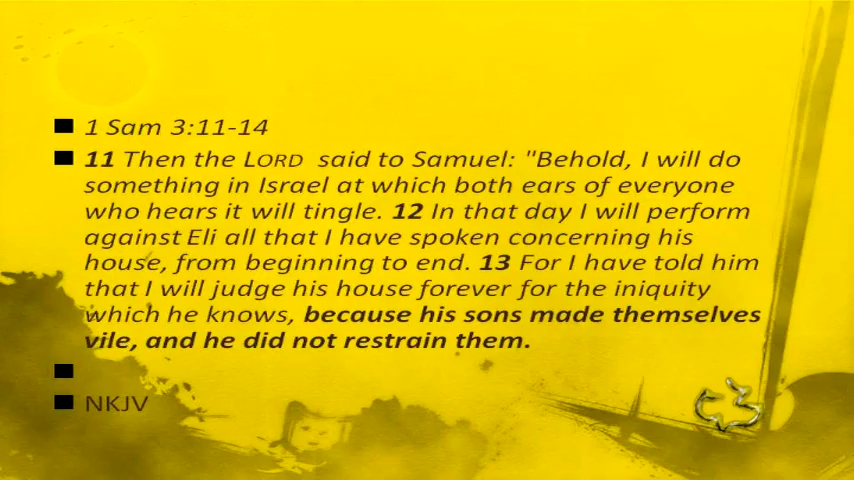 1 Sam 3:11-14
11 Then the LORD said to Samuel: "Behold, I will do
something in Israel at which both ears of everyone
who hears it will tingle. 12 In that day I will perform
against Eli all that I have spoken concerning his
house, from beginning to end. 13 For I have told him
that I will judge his house forever for the iniquity
which he knows, because his sons made themselves
vile, and he did not restrain them.
NKJV